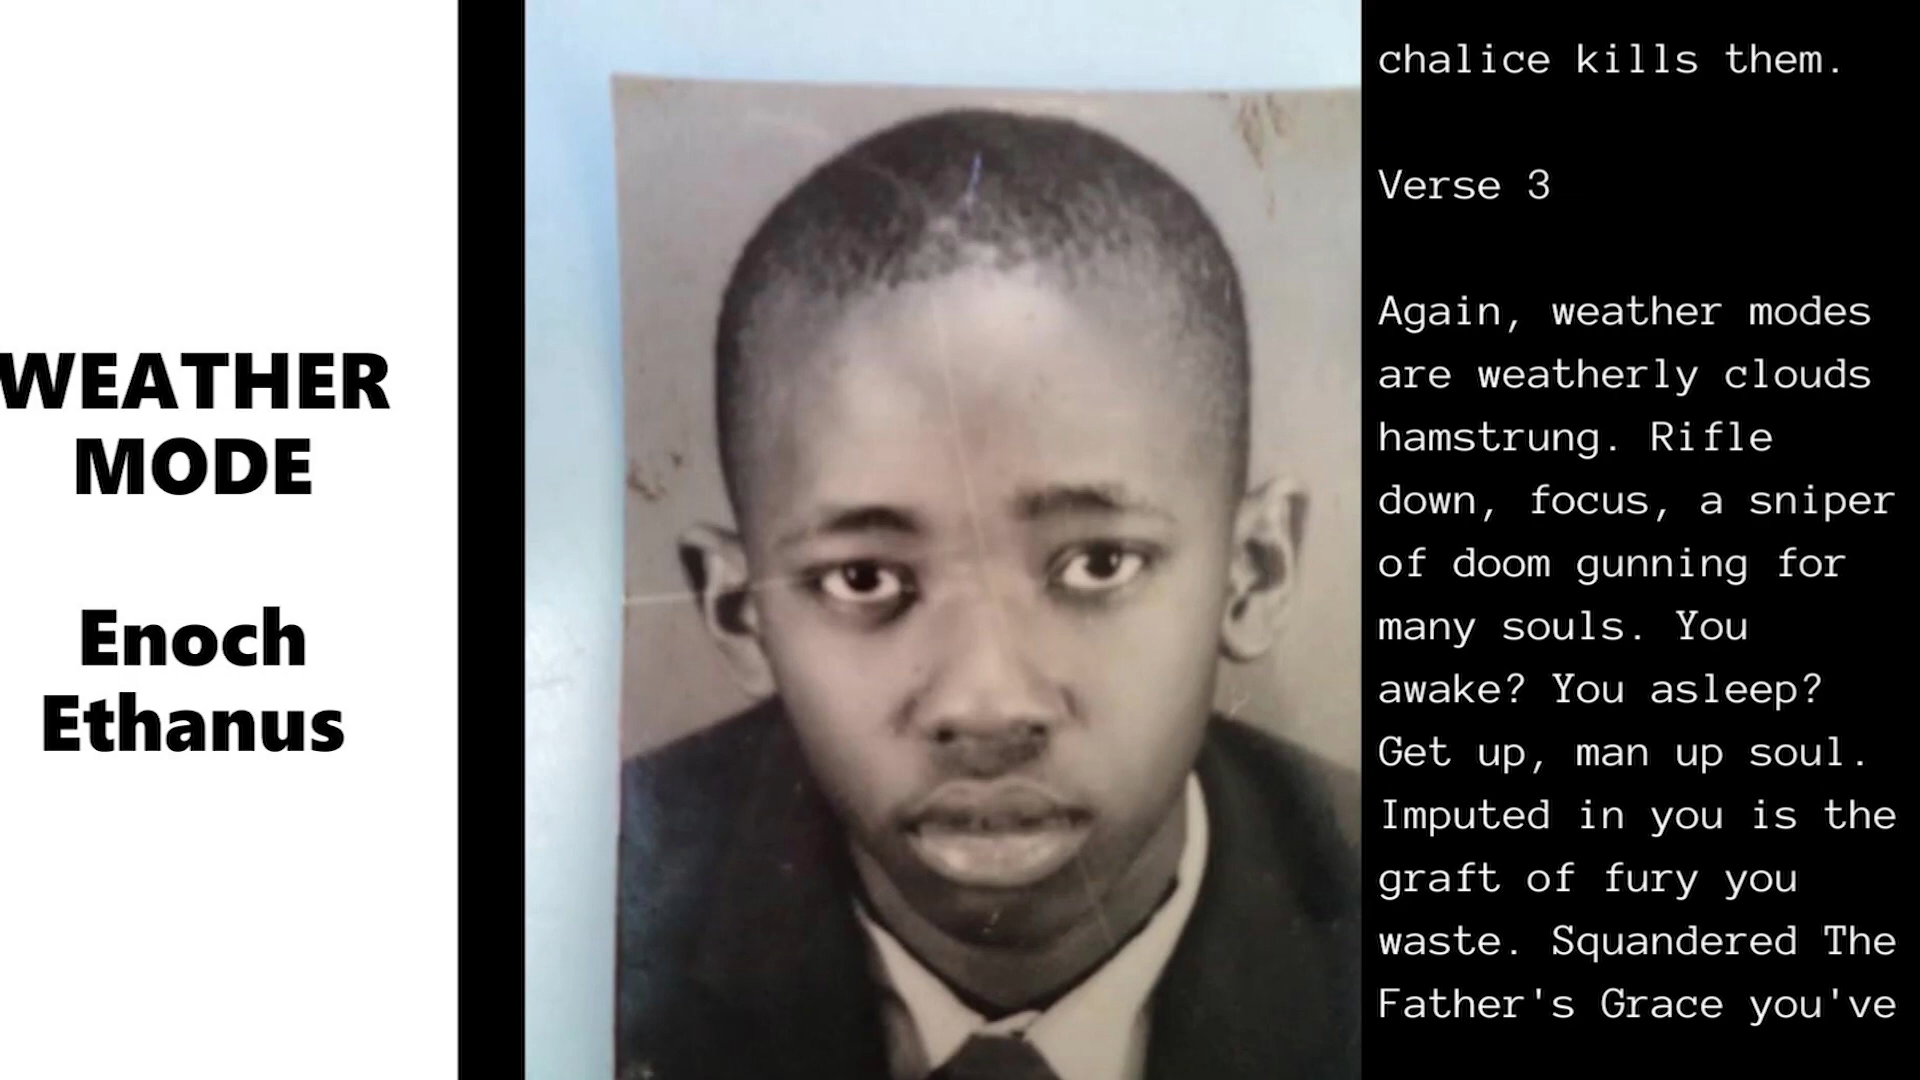 WEATHER
MODE
Enoch
Ethanus
chalice kills them.
Verse 3
Again, weather modes
are weatherly clouds
hamstrung. Rifle
down, focus, a sniper
of doom gunning for
many souls. You
awake? You asleep?
Get up, man up soul.
Imputed in you is the
graft of fury you
waste. Squandered The
Father's Grace you've